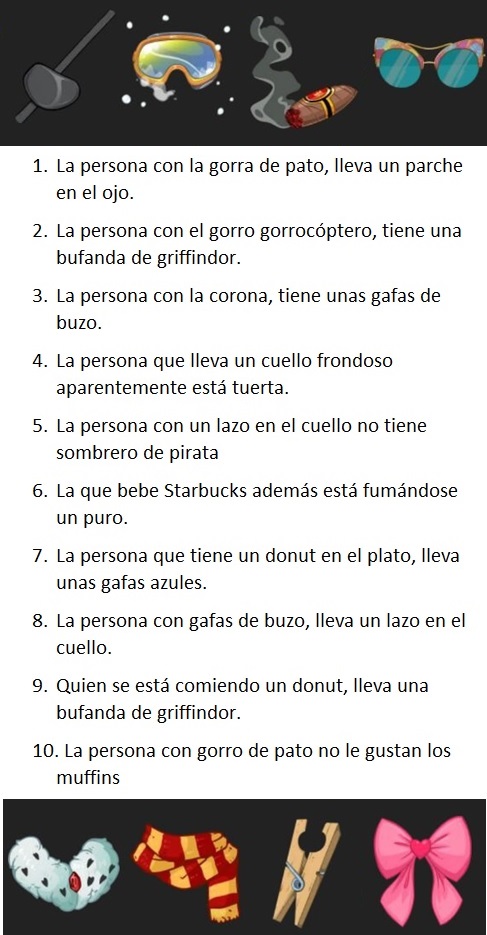 1. La persona con la gorra de pato, lleva un parche
en el ojo.
2. La persona con el gorro gorrocóptero, tiene una
bufanda de griffindor.
3. La persona con la corona, tiene unas gafas de
buzo.
4. La persona que lleva un cuello frondoso
aparentemente está tuerta.
5. La persona con un lazo en el cuello no tiene
sombrero de pirata
6. La que bebe Starbucks además está fumándose
un puro.
7. La persona que tiene un donut en el plato, lleva
unas gafas azules.
8. La persona con gafas de buzo, lleva un lazo en el
cuello.
9. Quien se está comiendo un donut, lleva una
bufanda de griffindor.
10. La persona con gorro de pato no le gustan los
muffins